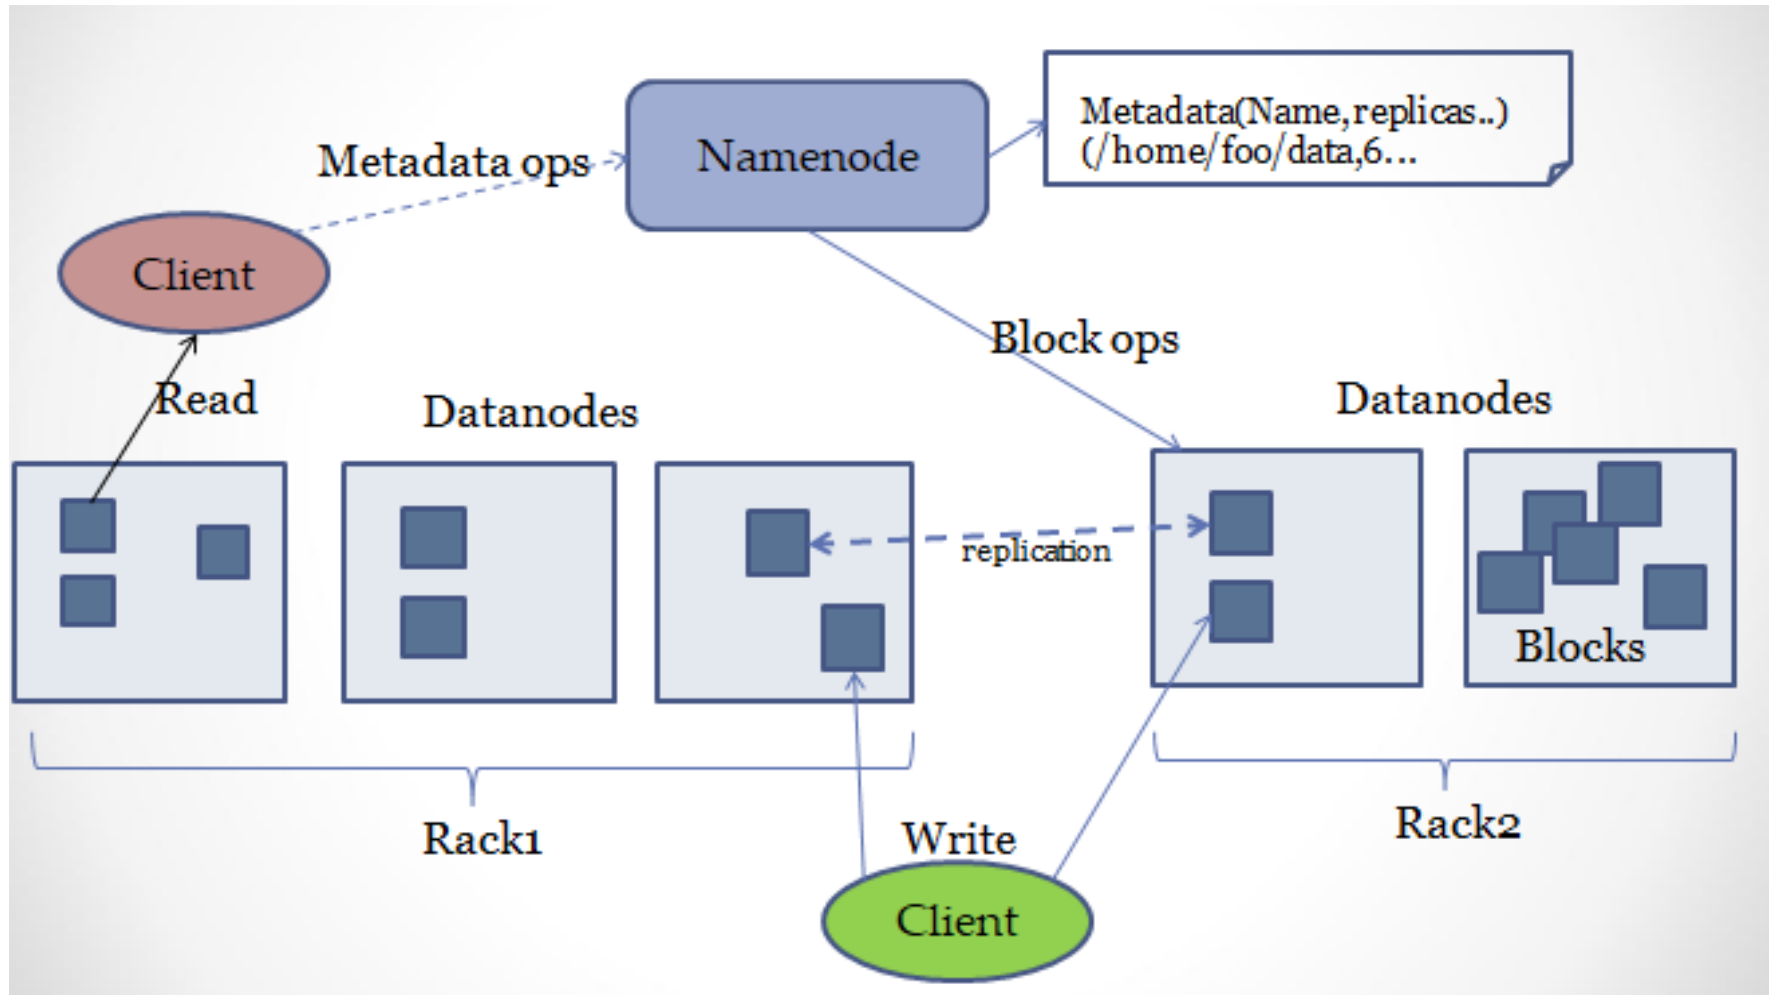 Metadata(Name,replicas..)
(/home/foo/data,6...
Namenode
Metadata ops
Client
Block ops
Read
Datanodes
Datanodes
replication
Blocks
Rack1
Write
Rack2
Client